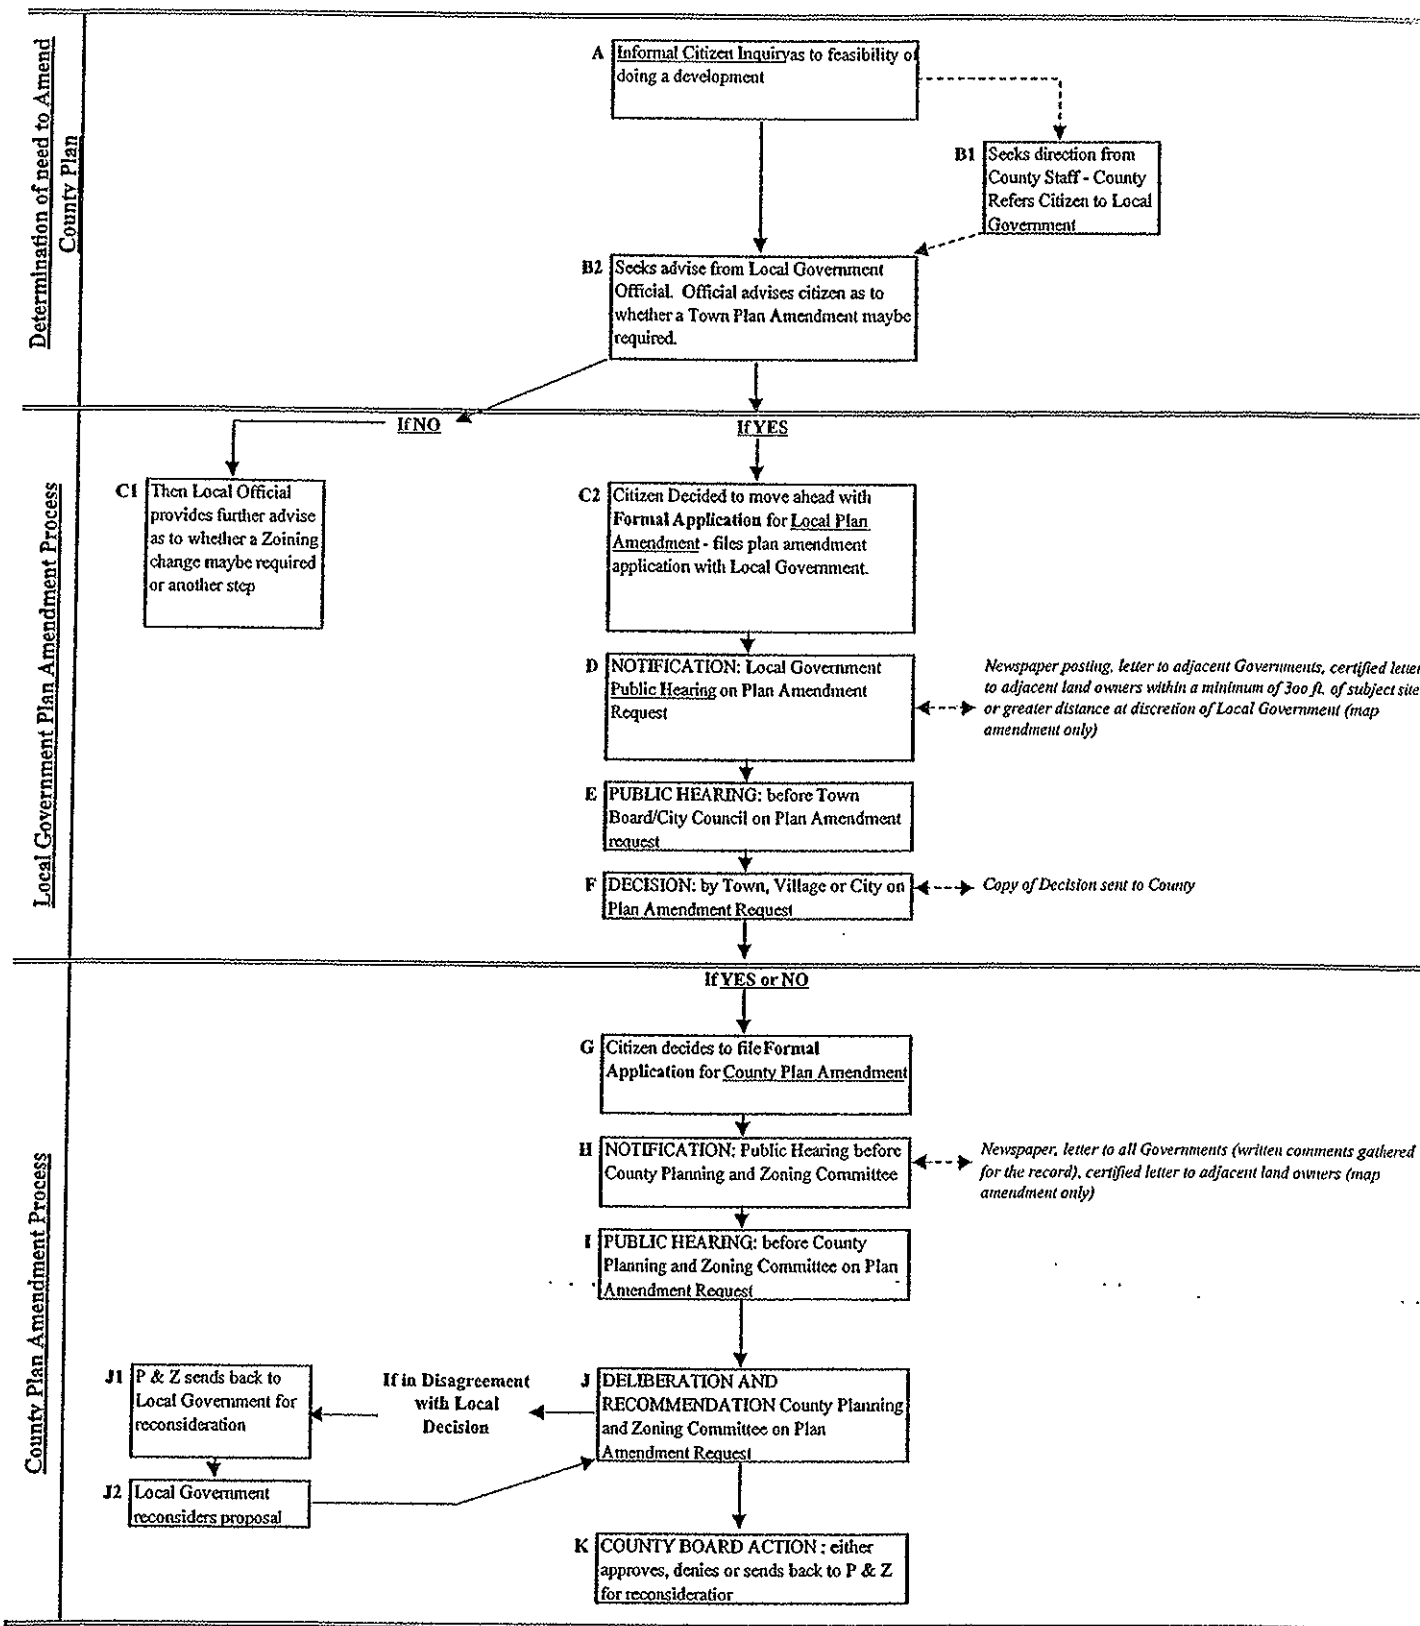 Determination of need to Amend
County Plan
A Informal Citizen Inquiryas to feasibility of
doing a development
B1 Seeks direction from
County Staff - County
Refers Citizen to Local
Government
B2 Seeks advise from Local Government
Official. Official advises citizen as to
whether a Town Plan Amendment maybe
required.
Local Government Plan Amendment Process
If NO
If YES
C1 Then Local Official
provides further advise
as to whether a Zoining
change maybe required
or another step
C2 Citizen Decided to move ahead with
Formal Application for Local Plan
Amendment - files plan amendment
application with Local Government.
D NOTIFICATION: Local Government
Public Hearing on Plan Amendment
Request
Newspaper posting, letter to adjacent Governments, certified letter
to adjacent land owners within a minimum of 300 ft. of subject site
or greater distance at discretion of Local Government (map
amendment only)
E PUBLIC HEARING: before Town
Board/City Council on Plan Amendment
request
F DECISION: by Town, Village or City on
Plan Amendment Request
Copy of Decision sent to County
County Plan Amendment Process
If YES or NO
G Citizen decides to file Formal
Application for County Plan Amendment
H NOTIFICATION: Public Hearing before
County Planning and Zoning Committee
Newspaper, letter to all Governments (written comments gathered
for the record), certified letter to adjacent land owners (map
amendment only)
I PUBLIC HEARING: before County
Planning and Zoning Committee on Plan
Amendment Request
J1 P & Z sends back to
Local Government for
reconsideration
If in Disagreement
with Local
Decision
J DELIBERATION AND
RECOMMENDATION County Planning
and Zoning Committee on Plan
Amendment Request
J2 Local Government
reconsiders proposal
K COUNTY BOARD ACTION : either
approves, denies or sends back to P & Z
for reconsideration